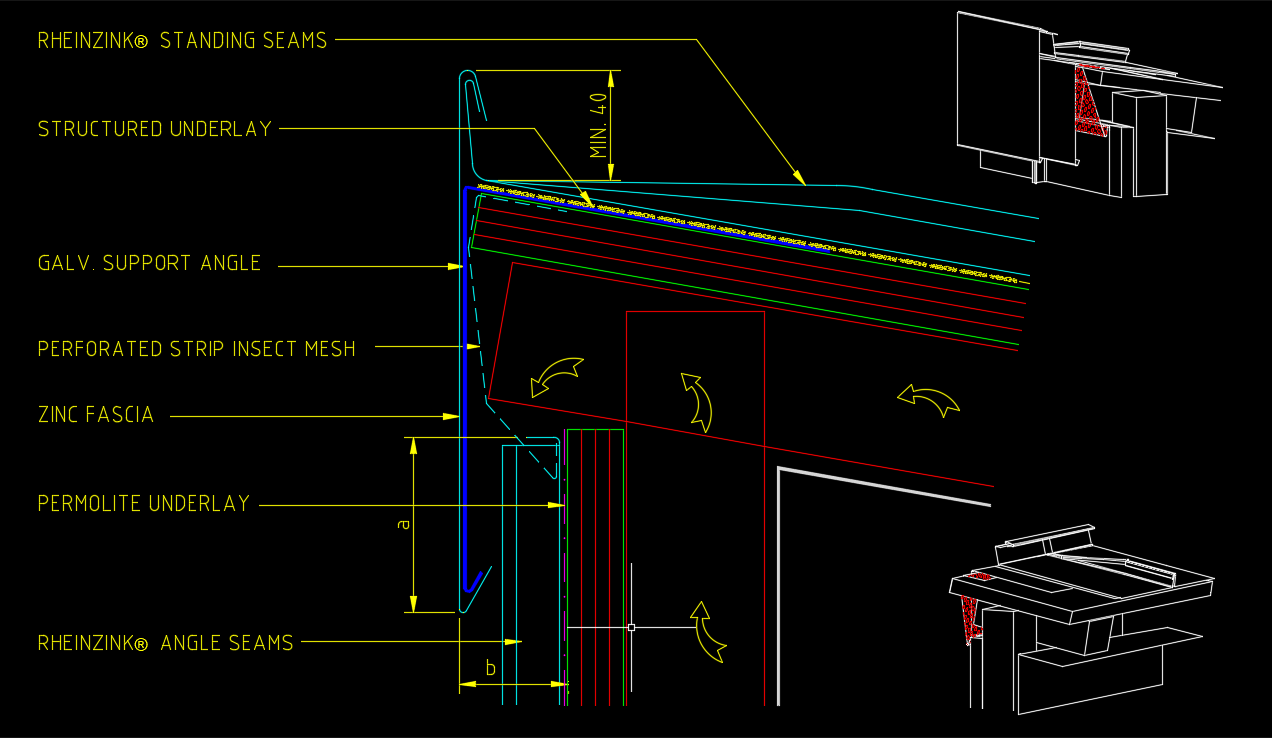 RHEINZINK® STANDING SEAMS
MIN. 40
STRUCTURED UNDERLAY
GALV. SUPPORT ANGLE
PERFORATED STRIP INSECT MESH
ZINC FASCIA
PERMOLITE UNDERLAY
a
RHEINZINK® ANGLE SEAMS
b